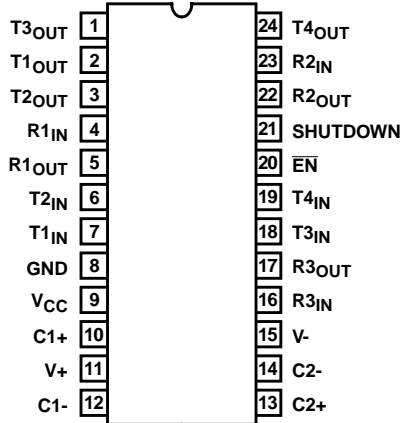 T3OUT 1 24 T4OUT
T1OUT 2 23 R2IN
T2OUT 3 22 R2OUT
R1IN 4 21 SHUTDOWN
R1OUT 5 20 E̅N̅
T2IN 6 19 T4IN
T1IN 7 18 T3IN
GND 8 17 R3OUT
VCC 9 16 R3IN
C1+ 10 15 V-
V+ 11 14 C2-
C1- 12 13 C2+